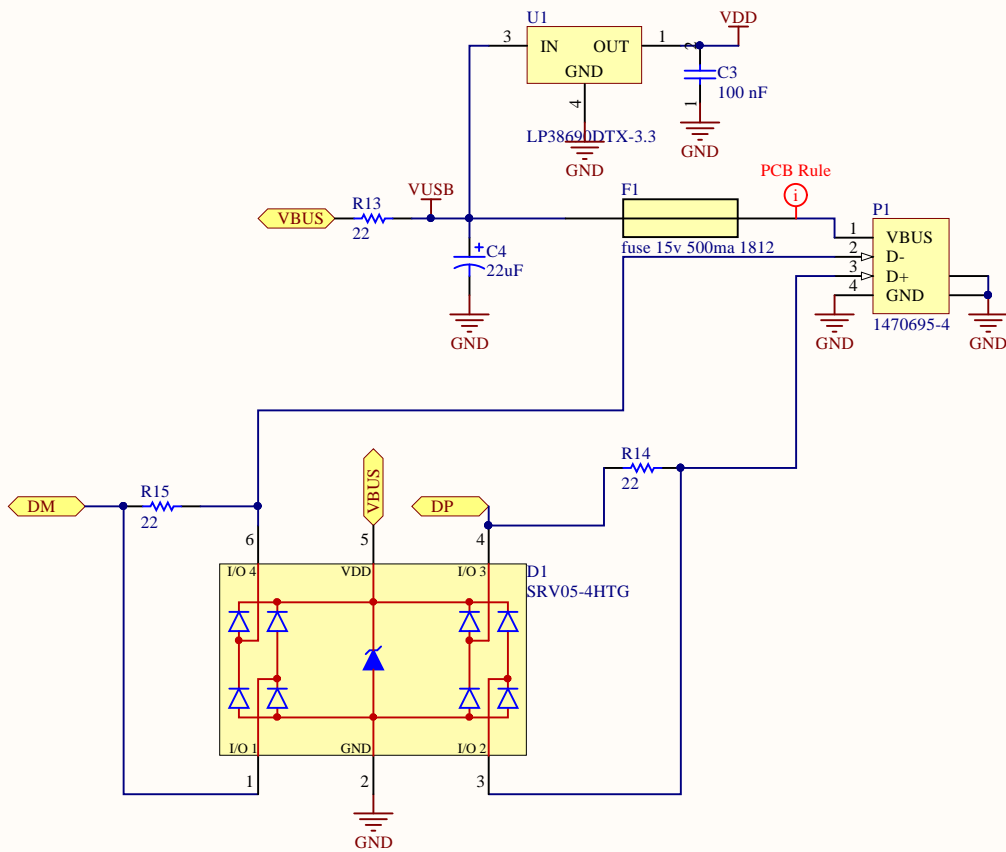 U1
VDD
3
IN
OUT
1
GND
2
C3
100 nF
4
1
LP38690DTX-3.3
GND
GND
PCB Rule
i
VUSB
R13
F1
P1
VBUS
22
fuse 15v 500ma 1812
1
VBUS
2
D-
3
D+
4
GND
C4
22uF
1470695-4
GND
GND
GND
R14
22
VBUS
R15
DM
22
DP
6
5
4
I/O 4
VDD
I/O 3
D1
SRV05-4HTG
I/O 1
GND
I/O 2
1
2
3
GND